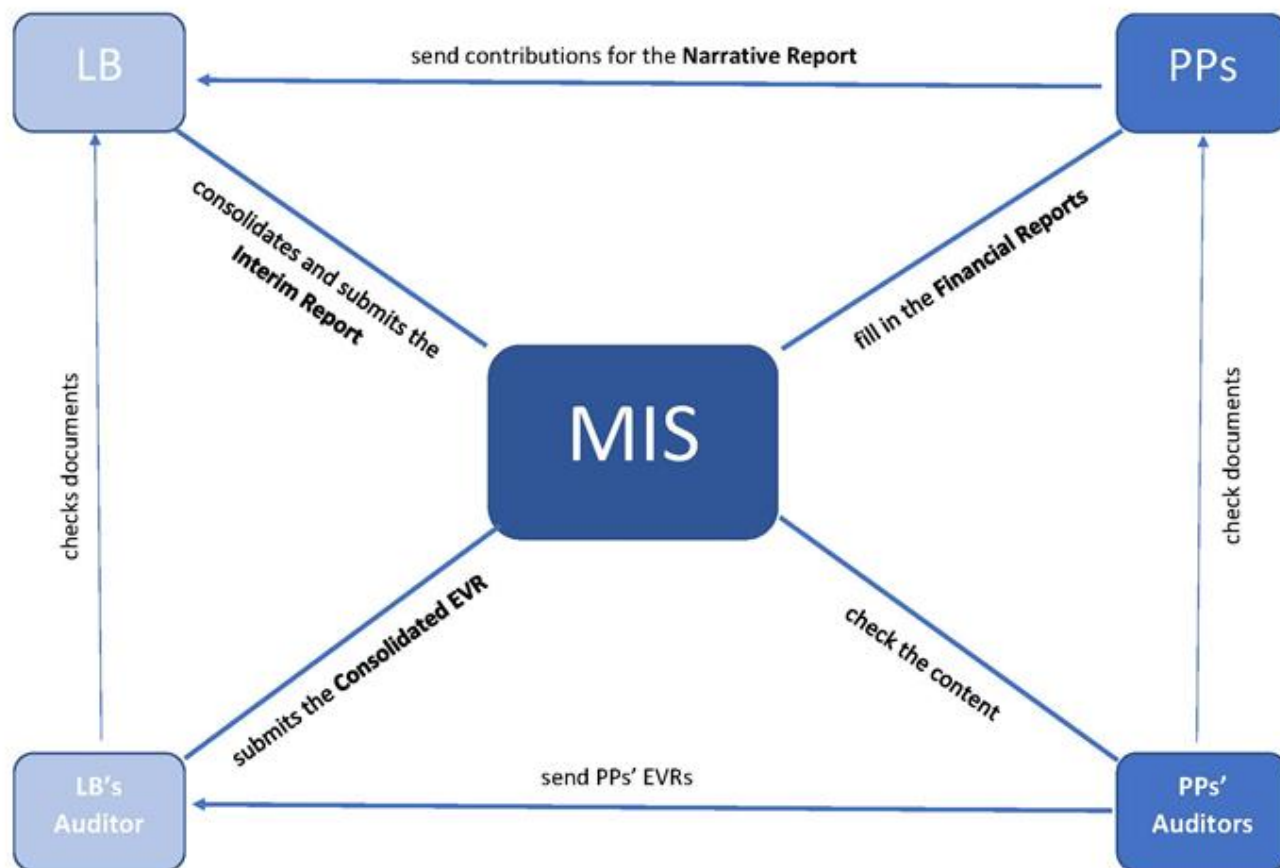 LB
send contributions for the Narrative Report
PPs
consolidates and submits the
Interim Report
fill in the Financial Reports
MIS
checks documents
check documents
submits the Consolidated EVR
check the content
LB's
Auditor
send PPs' EVRs
PPs'
Auditors